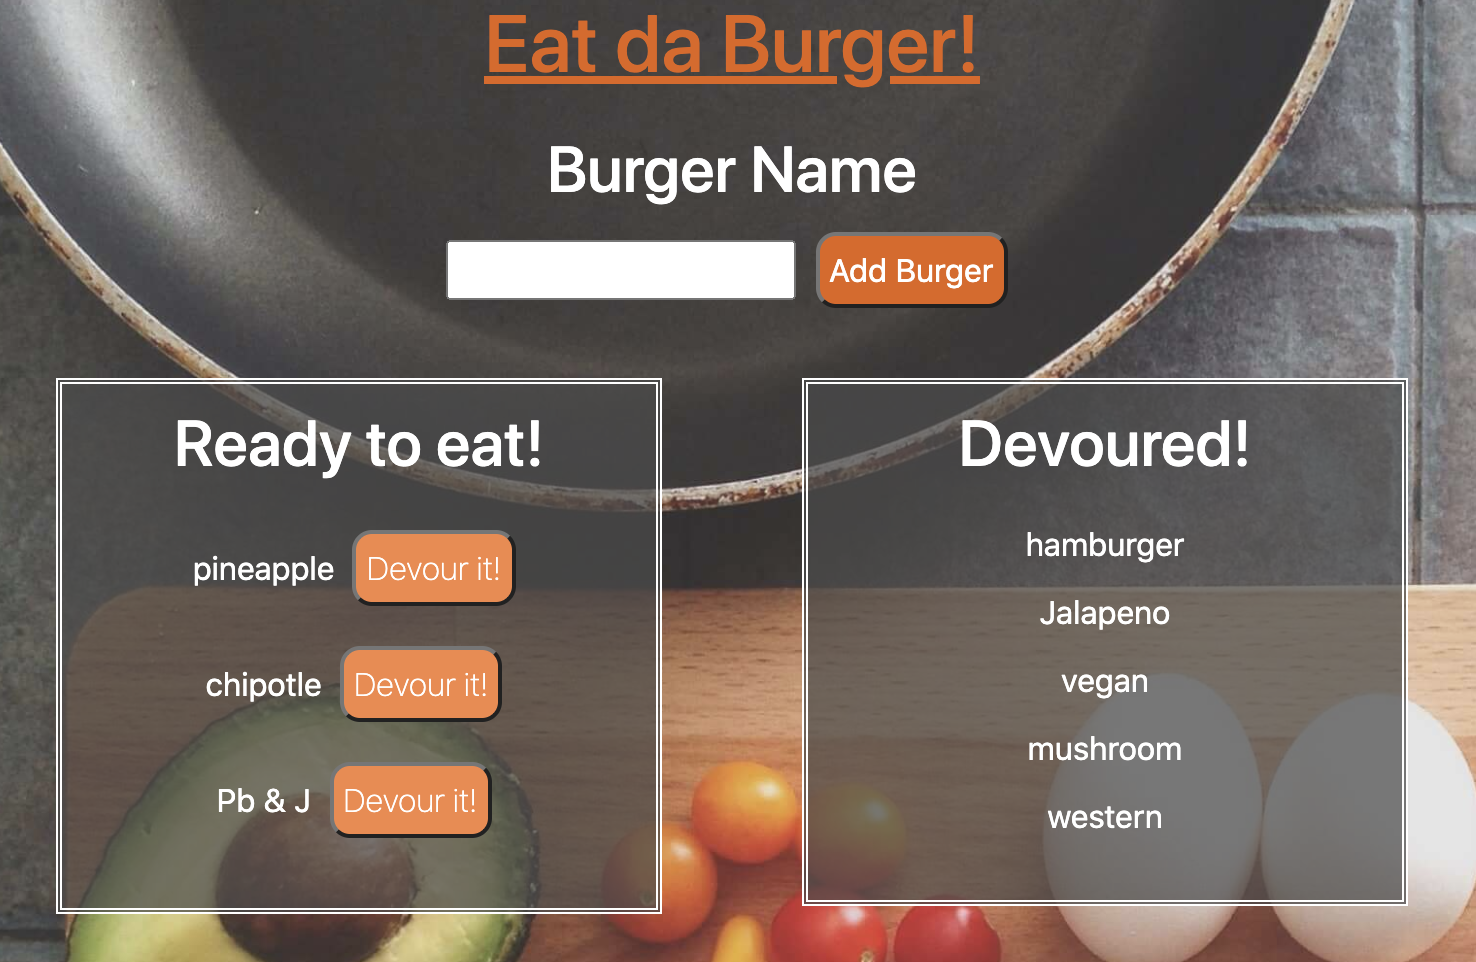 Eat da Burger!
Burger Name
Add Burger
Ready to eat!
pineapple Devour it!
chipotle Devour it!
Pb & J Devour it!
Devoured!
hamburger
Jalapeno
vegan
mushroom
western